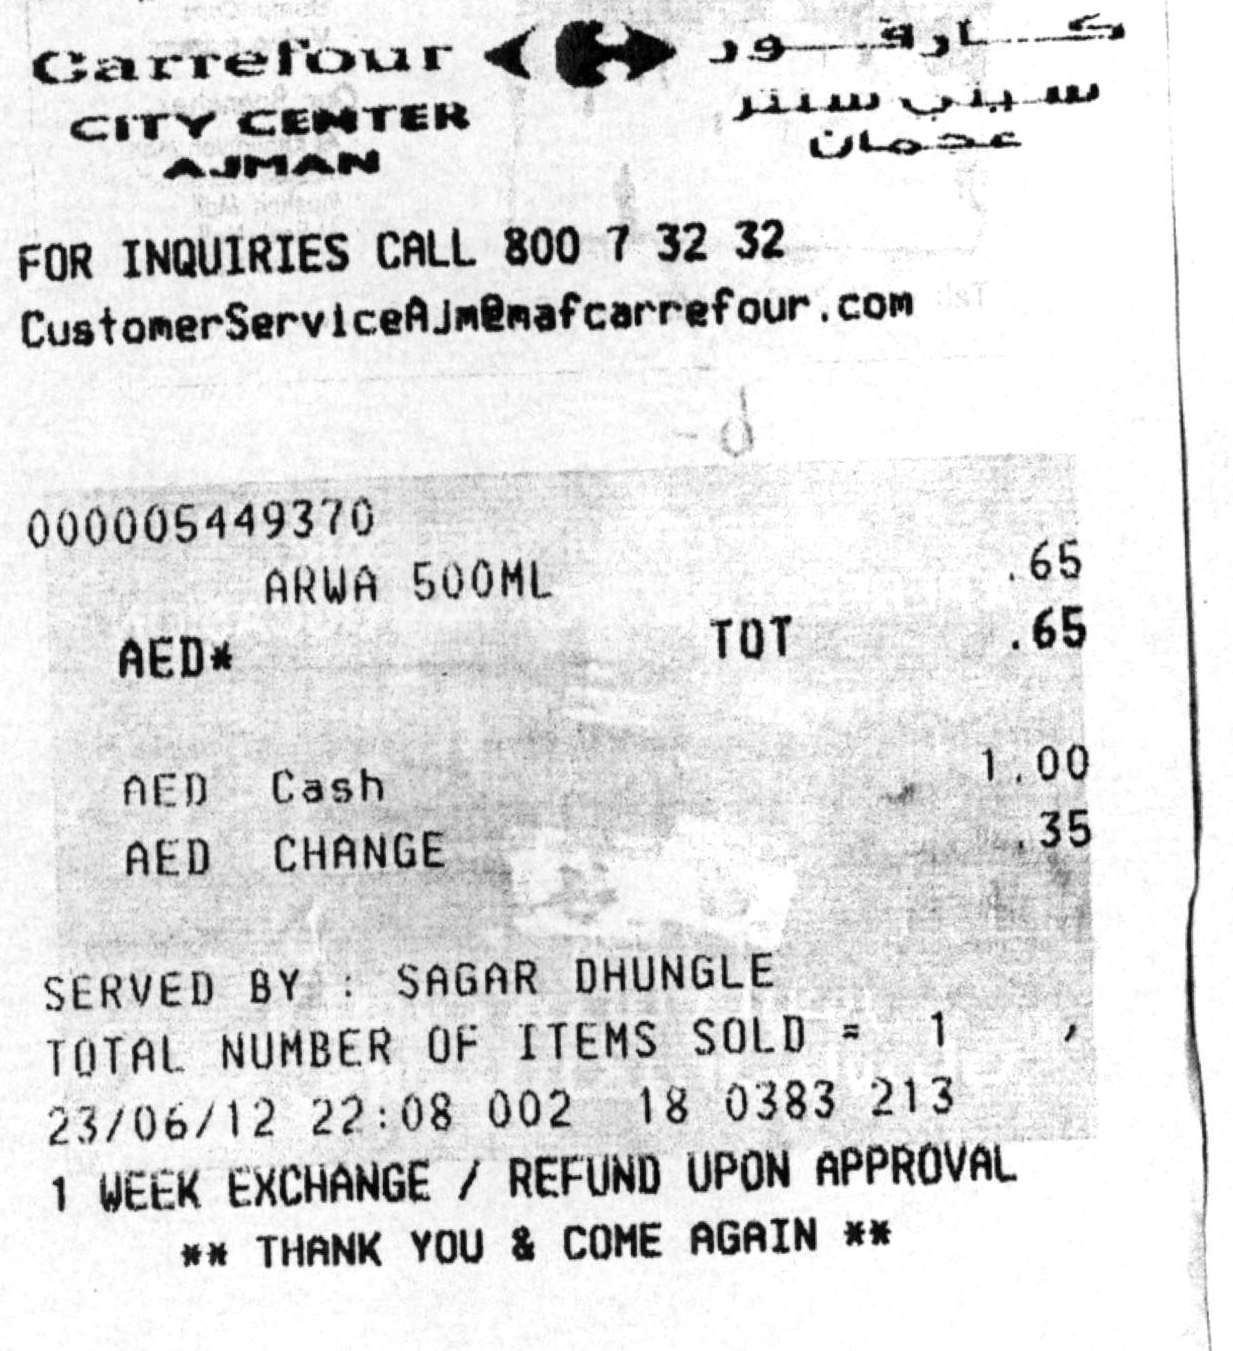 Carrefour كارفور
CITY CENTER سيتي سنتر
AJMAN عجمان
FOR INQUIRIES CALL 800 7 32 32
CustomerServiceAJm@mafcarrefour.com
000005449370
ARWA 500ML .65
AED* TOT .65
AED Cash 1.00
AED CHANGE .35
SERVED BY : SAGAR DHUNGLE
TOTAL NUMBER OF ITEMS SOLD = 1
23/06/12 22:08 002 18 0383 213
1 WEEK EXCHANGE / REFUND UPON APPROVAL
** THANK YOU & COME AGAIN **